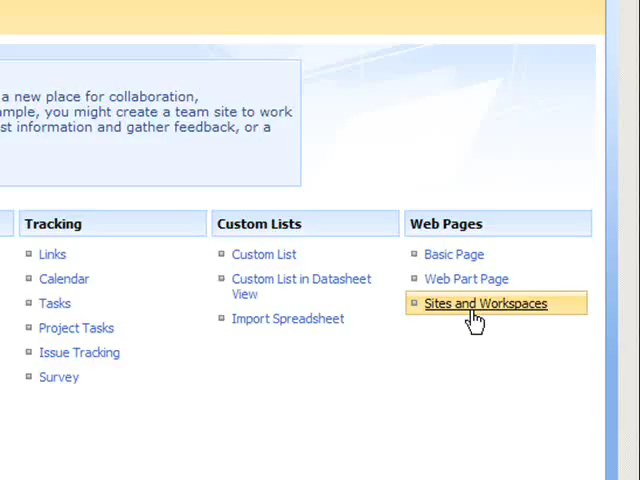 a new place for collaboration,
ample, you might create a team site to work
st information and gather feedback, or a
Tracking
Links
Calendar
Tasks
Project Tasks
Issue Tracking
Survey
Custom Lists
Custom List
Custom List in Datasheet
View
Import Spreadsheet
Web Pages
Basic Page
Web Part Page
Sites and Workspaces